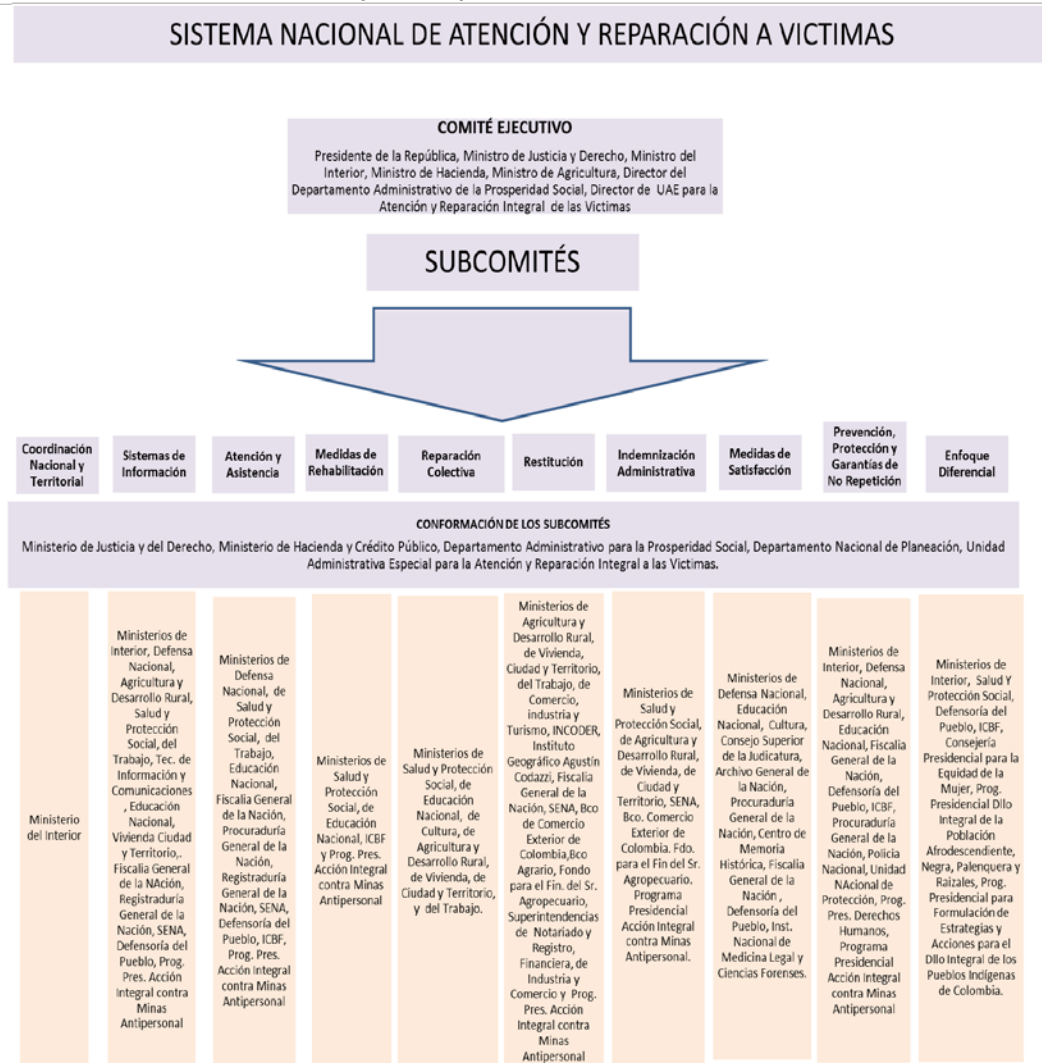 SISTEMA NACIONAL DE ATENCIÓN Y REPARACIÓN A VICTIMAS
COMITÉ EJECUTIVO
Presidente de la República, Ministro de Justicia y Derecho, Ministro del
Interior, Ministro de Hacienda, Ministro de Agricultura, Director del
Departamento Administrativo de la Prosperidad Social, Director de UAE para la
Atención y Reparación Integral de las Victimas
SUBCOMITÉS
Coordinación
Nacional y
Territorial
Sistemas de
Información
Atención y
Asistencia
Medidas de
Rehabilitación
Reparación
Colectiva
Restitución
Indemnización
Administrativa
Medidas de
Satisfacción
Prevención,
Protección y
Garantías de
No Repetición
Enfoque
Diferencial
CONFORMACIÓN DE LOS SUBCOMITÉS
Ministerio de Justicia y del Derecho, Ministerio de Hacienda y Crédito Público, Departamento Administrativo para la Prosperidad Social, Departamento Nacional de Planeación, Unidad
Administrativa Especial para la Atención y Reparación Integral a las Victimas.
Ministerio
del Interior
Ministerios de
Interior, Defensa
Nacional,
Agricultura y
Desarrollo Rural,
Salud y
Protección
Social, del
Trabajo, Tec. de
Información y
Comunicaciones
, Educación
Nacional,
Vivienda Ciudad
y Territorio,.
Fiscalia General
de la NAción,
Registraduría
General de la
Nación, SENA,
Defensoría del
Pueblo, Prog.
Pres. Acción
Integral contra
Minas
Antipersonal
Ministerios de
Defensa
Nacional, de
Salud y
Protección
Social, del
Trabajo,
Educación
Nacional,
Fiscalia General
de la Nación,
Procuraduría
General de la
Nación,
Registraduría
General de la
Nación, SENA,
Defensoría del
Pueblo, ICBF,
Prog. Pres.
Acción Integral
contra Minas
Antipersonal
Ministerios de
Salud y
Protección
Social, de
Educación
Nacional, ICBF
y Prog. Pres.
Acción Integral
contra Minas
Antipersonal
Ministerios de
Salud y Protección
Social, de
Educación
Nacional, de
Cultura, de
Agricultura y
Desarrollo Rural,
de Vivienda, de
Ciudad y Territorio,
y del Trabajo.
Ministerios de
Agricultura y
Desarrollo Rural,
de Vivienda,
Ciudad y Territorio,
del Trabajo, de
Comercio,
industria y
Turismo, INCODER,
Instituto
Geográfico Agustín
Codazzi, Fiscalia
General de la
Nación, SENA, Bco
de Comercio
Exterior de
Colombia,Bco
Agrario, Fondo
para el Fin. del Sr.
Agropecuario,
Superintendencias
de Notariado y
Registro,
Financiera, de
Industria y
Comercio y Prog.
Pres. Acción
Integral contra
Minas
Antipersonal
Ministerios de
Salud y
Protección Social,
de Agricultura y
Desarrollo Rural,
de Vivienda, de
Ciudad y
Territorio, SENA,
Bco. Comercio
Exterior de
Colombia. Fdo.
para el Fin del Sr.
Agropecuario.
Programa
Presidencial
Acción Integral
contra Minas
Antipersonal.
Ministerios de
Defensa Nacional,
Educación
Nacional, Cultura,
Consejo Superior
de la Judicatura,
Archivo General de
la Nación,
Procuraduría
General de la
Nación, Centro de
Memoria
Histórica, Fiscalia
General de la
Nación ,
Defensoría del
Pueblo, Inst.
Nacional de
Medicina Legal y
Ciencias Forenses.
Ministerios de
Interior, Defensa
Nacional,
Agricultura y
Desarrollo Rural,
Educación
Nacional, Fiscalia
General de la
Nación,
Defensoría del
Pueblo, ICBF,
Procuraduría
General de la
Nación, Policia
Nacional, Unidad
NAcional de
Protección, Prog.
Pres. Derechos
Humanos,
Programa
Presidencial
Acción Integral
contra Minas
Antipersonal
Ministerios de
Interior, Salud Y
Protección Social,
Defensoría del
Pueblo, ICBF,
Consejería
Presidencial para la
Equidad de la
Mujer, Prog.
Presidencial Dllo
Integral de la
Población
Afrodescendiente,
Negra, Palenquera y
Raizales, Prog.
Presidencial para
Formulación de
Estrategias y
Acciones para el
Dllo Integral de los
Pueblos Indígenas
de Colombia.